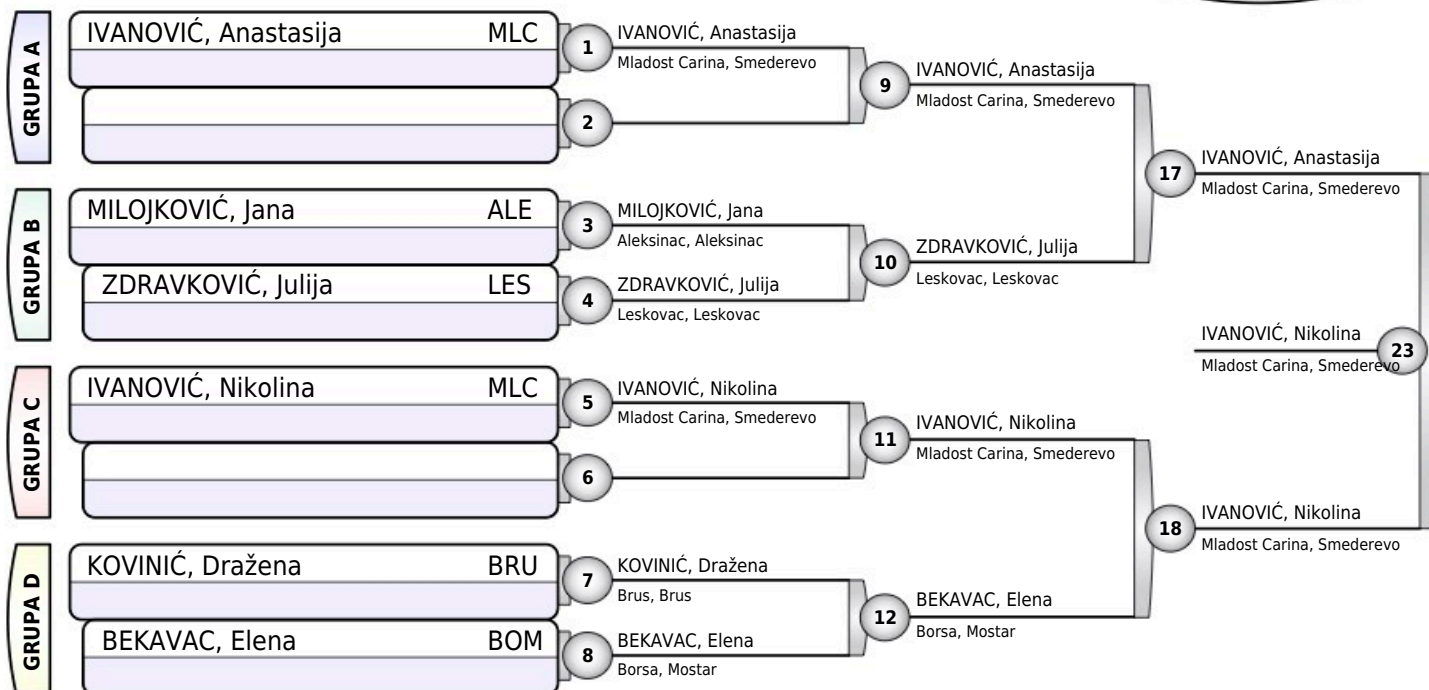 GRUPA A
IVANOVIĆ, Anastasija MLC
1
2
IVANOVIĆ, Anastasija
Mladost Carina, Smederevo
9
IVANOVIĆ, Anastasija
Mladost Carina, Smederevo
17
IVANOVIĆ, Anastasija
Mladost Carina, Smederevo
GRUPA B
MILOJKOVIĆ, Jana ALE
3
MILOJKOVIĆ, Jana
Aleksinac, Aleksinac
ZDRAVKOVIĆ, Julija LES
4
ZDRAVKOVIĆ, Julija
Leskovac, Leskovac
10
ZDRAVKOVIĆ, Julija
Leskovac, Leskovac
IVANOVIĆ, Nikolina
Mladost Carina, Smederevo
23
GRUPA C
IVANOVIĆ, Nikolina MLC
5
6
IVANOVIĆ, Nikolina
Mladost Carina, Smederevo
11
IVANOVIĆ, Nikolina
Mladost Carina, Smederevo
18
IVANOVIĆ, Nikolina
Mladost Carina, Smederevo
GRUPA D
KOVINIĆ, Dražena BRU
7
KOVINIĆ, Dražena
Brus, Brus
BEKAVAC, Elena BOM
8
BEKAVAC, Elena
Borsa, Mostar
12
BEKAVAC, Elena
Borsa, Mostar